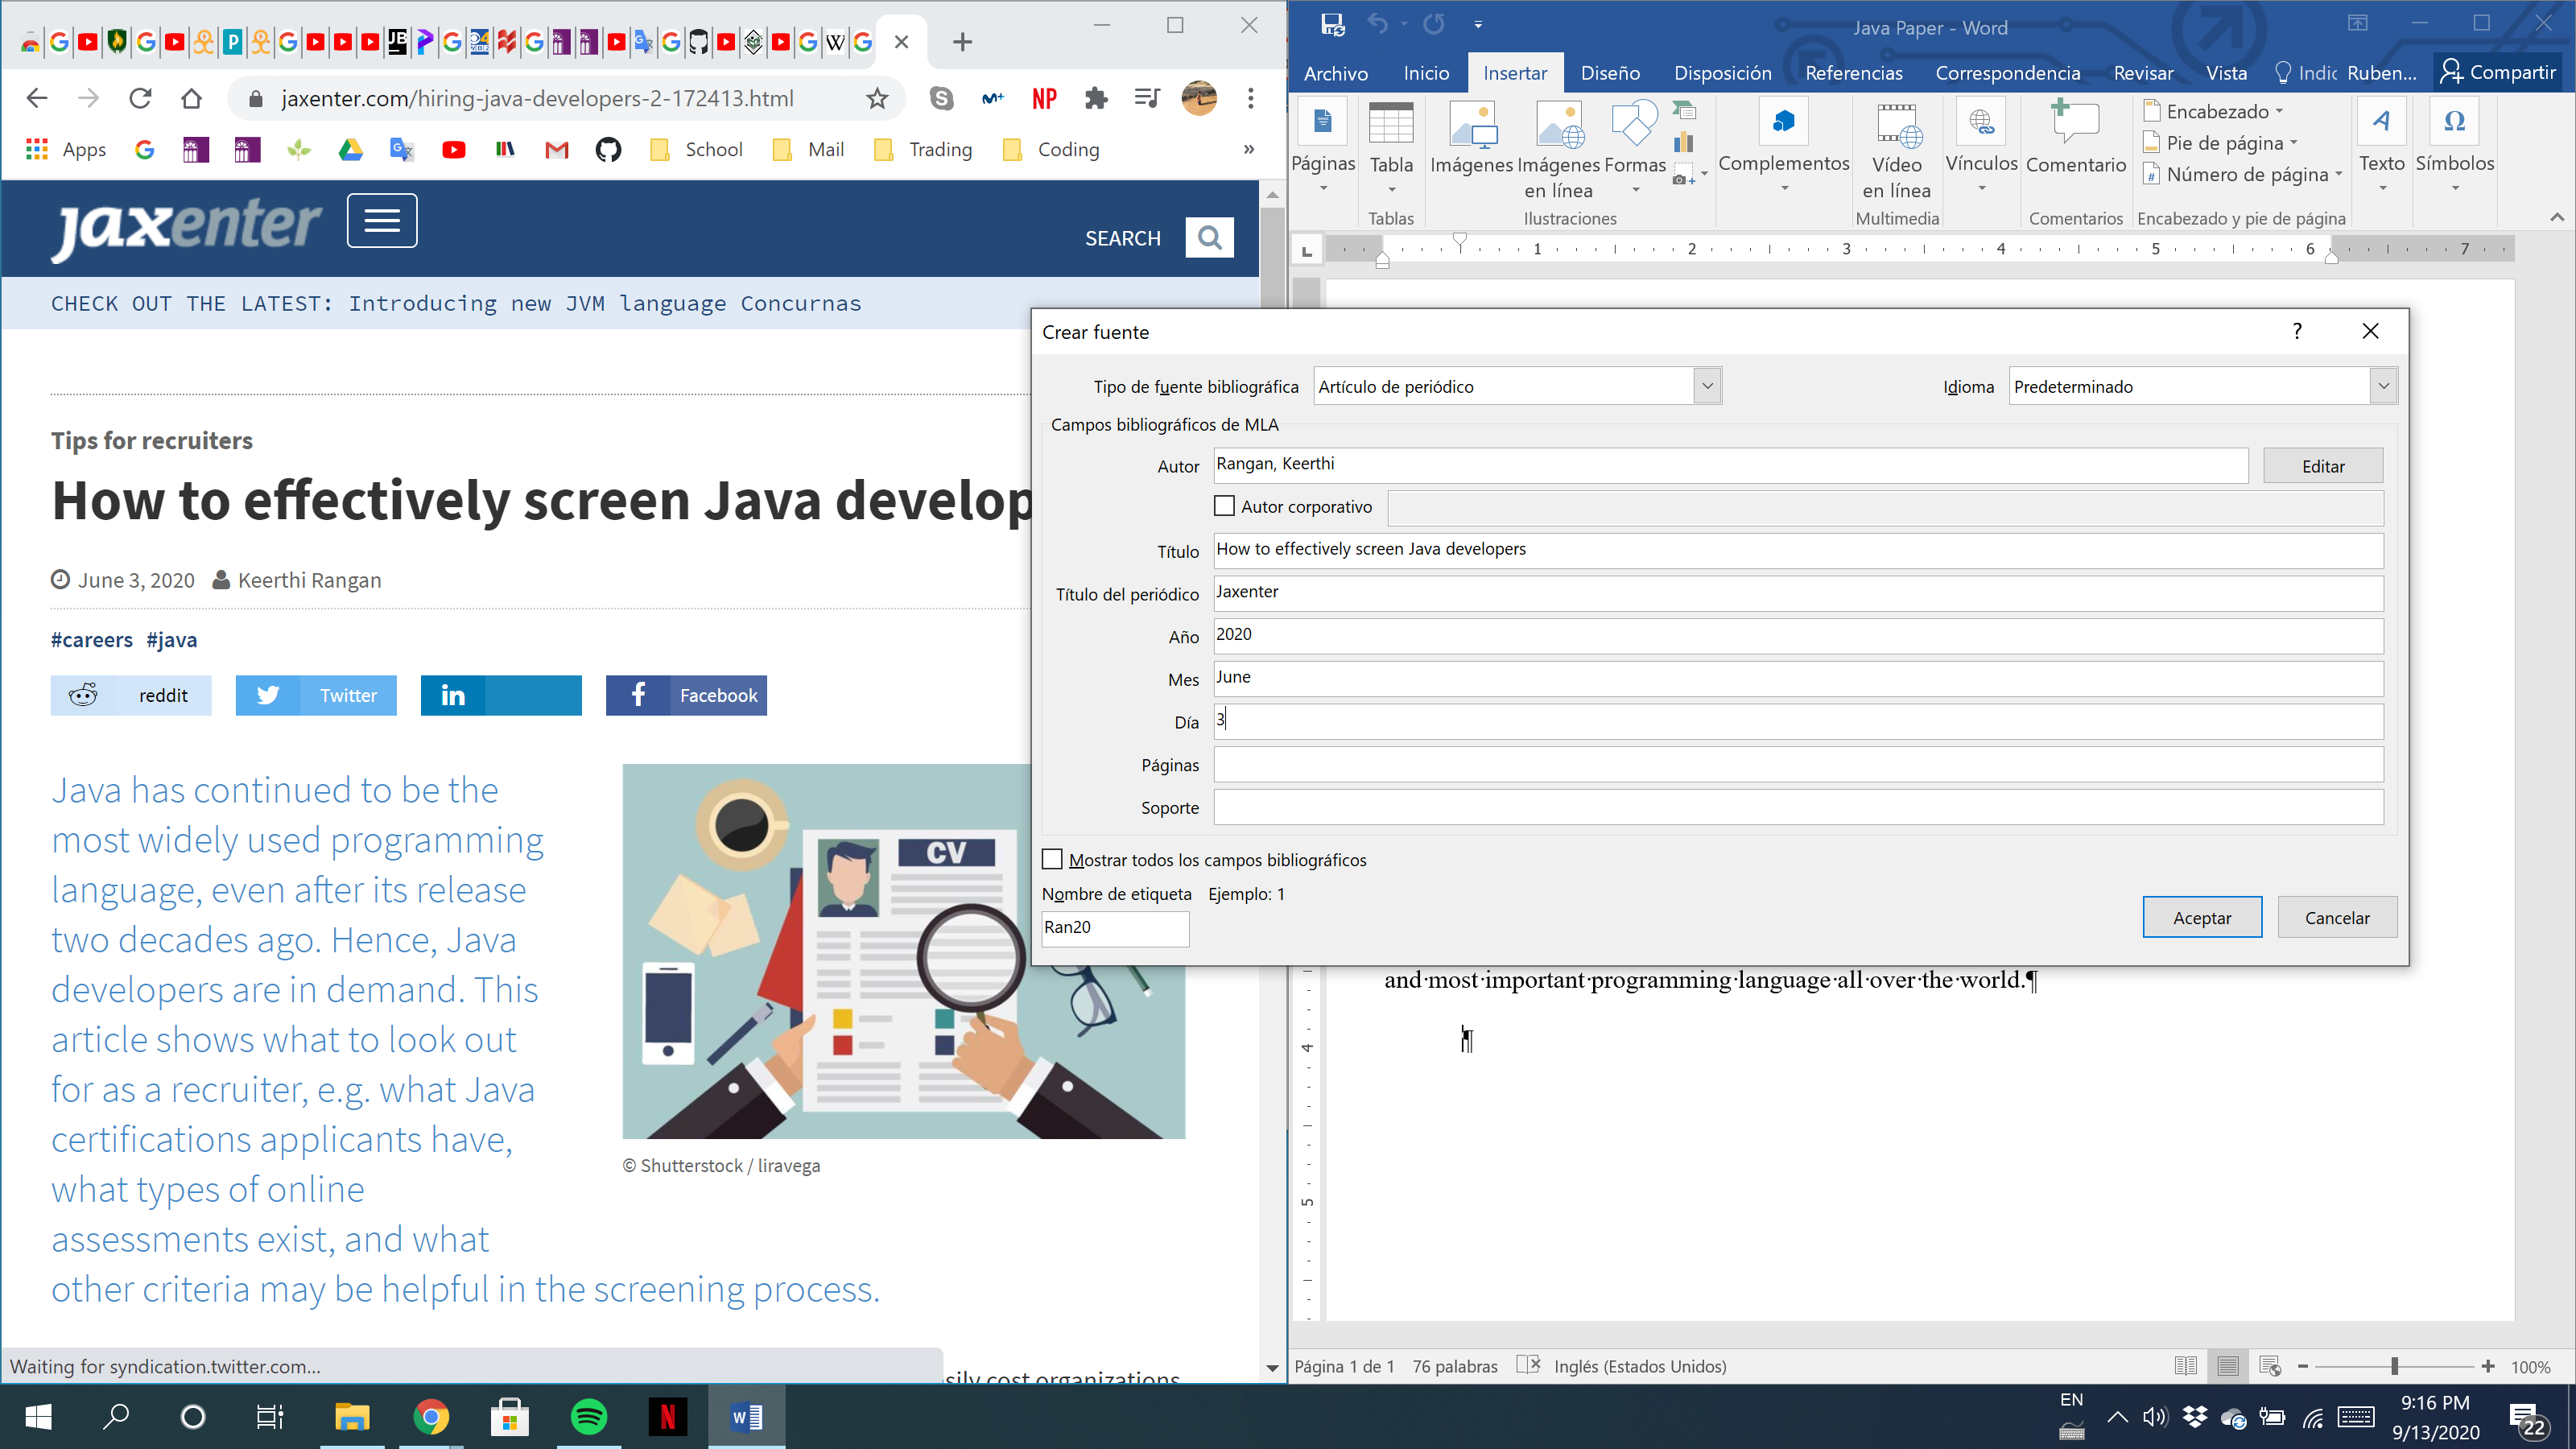 jaxenter.com/hiring-java-developers-2-172413.html
NP
Apps
School
Mail
Trading
Coding
»
jaxenter
SEARCH
CHECK OUT THE LATEST: Introducing new JVM language Concurnas
Tips for recruiters
How to effectively screen Java develop
June 3, 2020 Keerthi Rangan
#careers #java
reddit
Twitter
in
Facebook
Java has continued to be the
most widely used programming
language, even after its release
two decades ago. Hence, Java
developers are in demand. This
article shows what to look out
for as a recruiter, e.g. what Java
certifications applicants have,
what types of online
assessments exist, and what
other criteria may be helpful in the screening process.
CV
© Shutterstock / liravega
Waiting for syndication.twitter.com...
sily cost organizations
Java Paper - Word
Archivo
Inicio
Insertar
Diseño
Disposición
Referencias
Correspondencia
Revisar
Vista
Indic
Ruben...
Compartir
Páginas
Tabla
Imágenes
Imágenes
en línea
Formas
Complementos
Vídeo
en línea
Vínculos
Comentario
Encabezado
Pie de página
Número de página
Texto
Símbolos
Tablas
Ilustraciones
Multimedia
Comentarios
Encabezado y pie de página
1 2 3 4 5 6 7
Crear fuente
?
Tipo de fuente bibliográfica
Artículo de periódico
Idioma
Predeterminado
Campos bibliográficos de MLA
Autor
Rangan, Keerthi
Editar
Autor corporativo
Título
How to effectively screen Java developers
Título del periódico
Jaxenter
Año
2020
Mes
June
Día
3
Páginas
Soporte
Mostrar todos los campos bibliográficos
Nombre de etiqueta Ejemplo: 1
Ran20
Aceptar
Cancelar
and·most·important·programming·language·all·over·the·world.¶
¶
4
5
Página 1 de 1
76 palabras
Inglés (Estados Unidos)
100%
EN
9:16 PM
9/13/2020
22